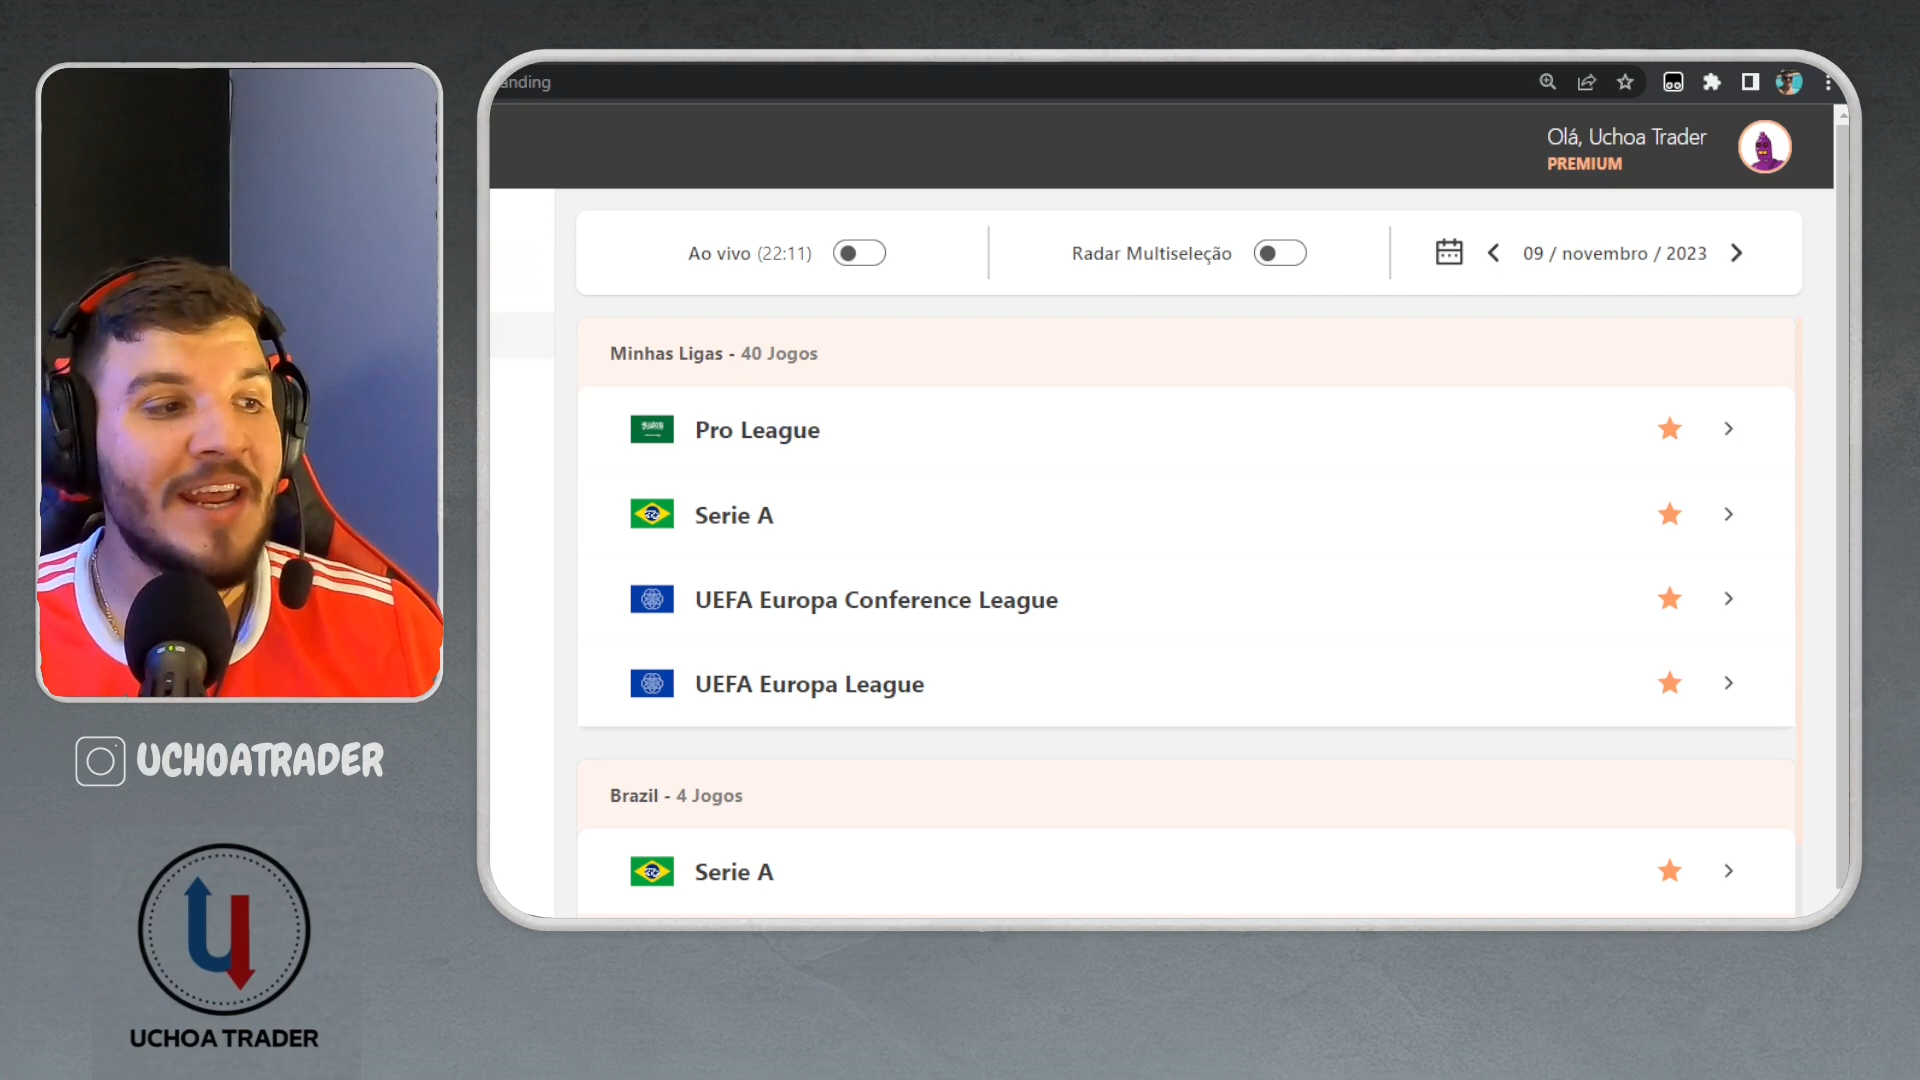 anding
Olá, Uchoa Trader
PREMIUM
Ao vivo (22:11)
Radar Multiseleção
09 / novembro / 2023
Minhas Ligas - 40 Jogos
Pro League
Serie A
UEFA Europa Conference League
UEFA Europa League
Brazil - 4 Jogos
Serie A
UCHOATRADER
U
UCHOA TRADER